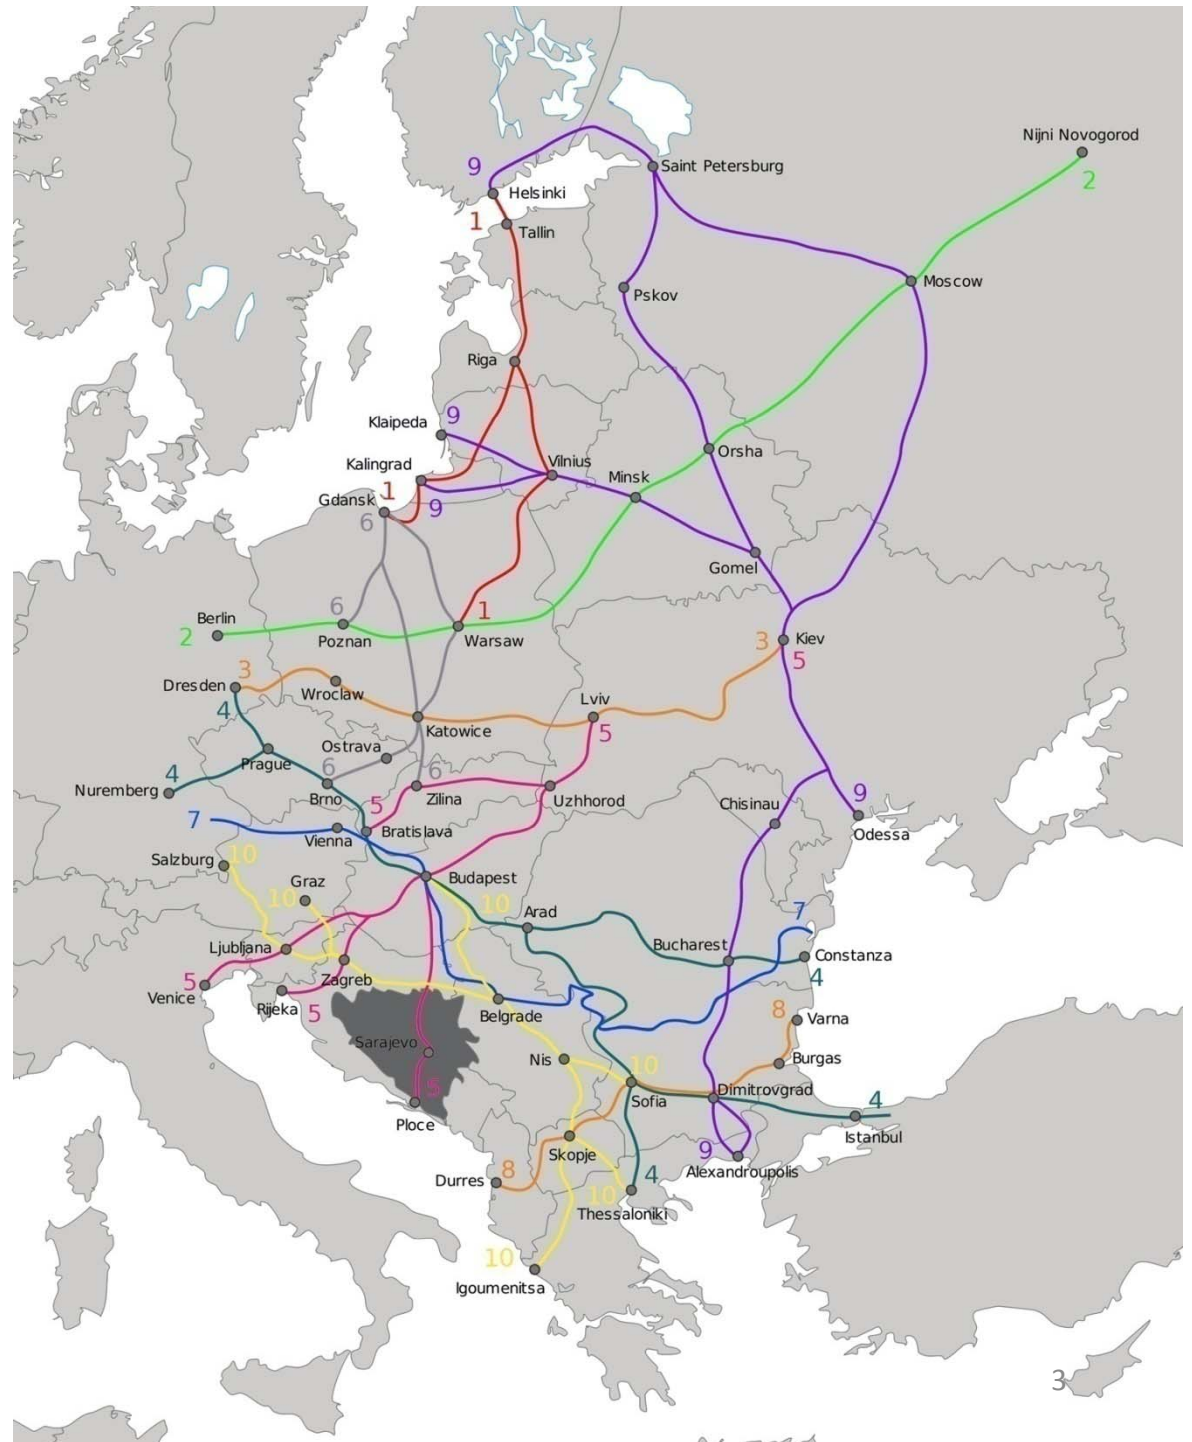 Nijni Novogorod
2
9
Saint Petersburg
Helsinki
1
Tallin
Moscow
Pskov
Riga
Klaipeda
9
Orsha
Kalingrad
Vilnius
Minsk
1
Gdansk
9
6
Gomel
6
1
Berlin
2
Poznan
Warsaw
3
Kiev
5
3
Dresden
Wroclaw
Lviv
4
Katowice
5
Ostrava
Prague
6
6
4
Nuremberg
Brno
5
Zilina
Uzhhorod
Chisinau
9
7
Bratislava
Odessa
Vienna
Salzburg
10
Graz
Budapest
10
10
Arad
7
Ljubljana
Bucharest
Constanza
Zagreb
4
5
Venice
Rijeka
5
Belgrade
8
Varna
Sarajevo
Nis
10
Burgas
5
Sofia
Dimitrovgrad
4
Ploce
Istanbul
Skopje
9
Alexandroupolis
8
4
Durres
10
Thessaloniki
10
Igoumenitsa
3